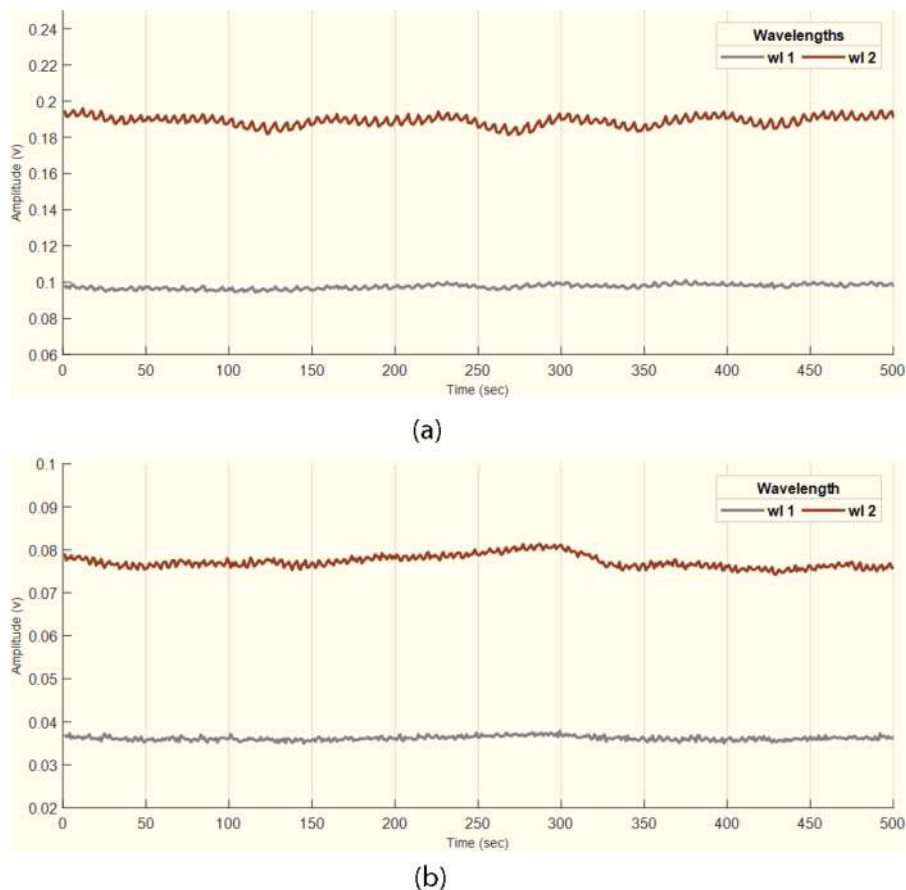 0.24
0.22
0.2
0.18
0.16
0.14
0.12
0.1
0.08
0.06
Amplitude (v)
Wavelengths
wl 1 wl 2
0 50 100 150 200 250 300 350 400 450 500
Time (sec)
(a)
0.1
0.09
0.08
0.07
0.06
0.05
0.04
0.03
0.02
Amplitude (v)
Wavelength
wl 1 wl 2
0 50 100 150 200 250 300 350 400 450 500
Time (sec)
(b)